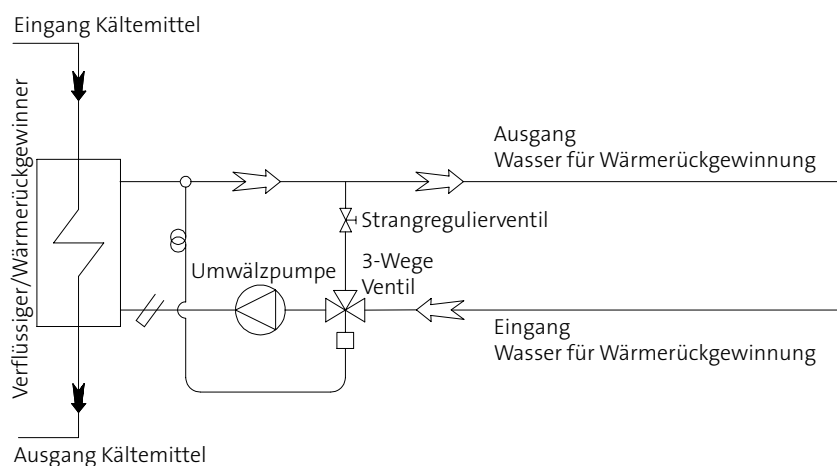 Eingang Kältemittel
Verflüssiger/Wärmerückgewinner
Ausgang
Wasser für Wärmerückgewinnung
Strangregulierventil
Umwälzpumpe
3-Wege
Ventil
Eingang
Wasser für Wärmerückgewinnung
Ausgang Kältemittel